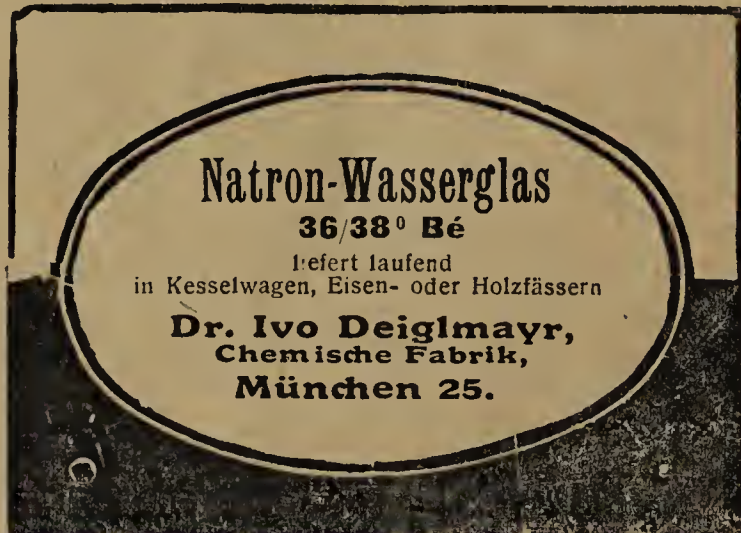 Natron-Wasserglas
36/38° Bé
liefert laufend
in Kesselwagen, Eisen- oder Holzfässern
Dr. Ivo Deiglmayr,
Chemische Fabrik,
München 25.